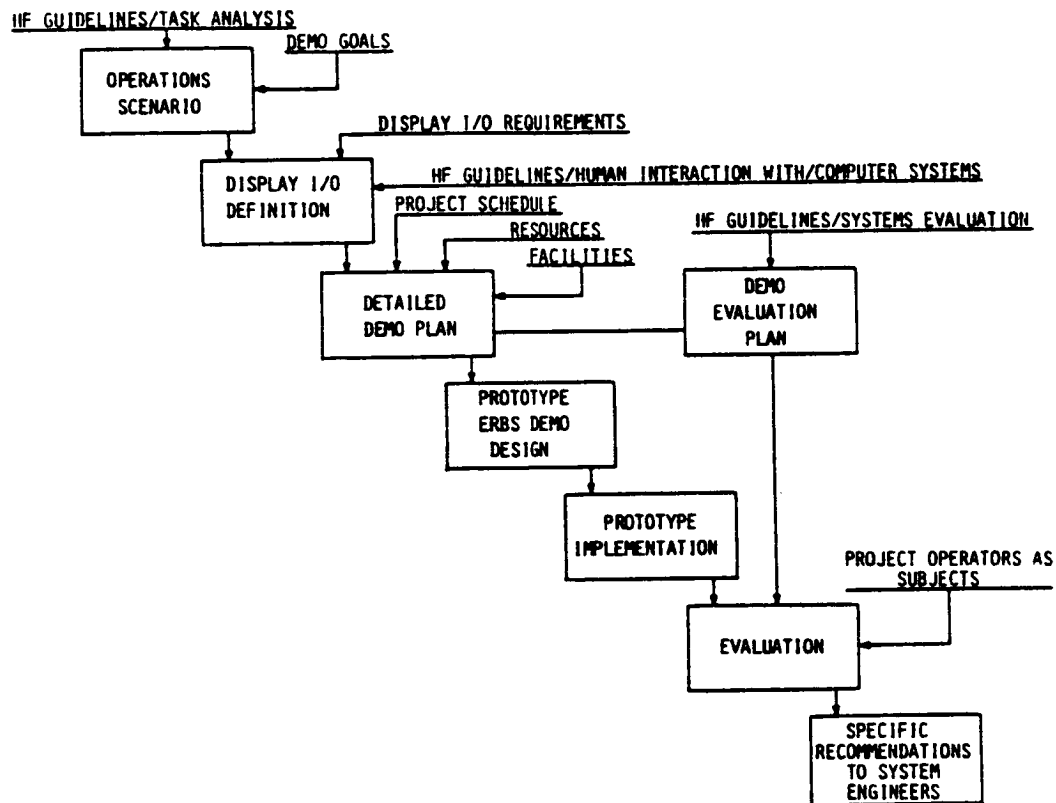 HF GUIDELINES/TASK ANALYSIS
DEMO GOALS
OPERATIONS
SCENARIO
DISPLAY I/O REQUIREMENTS
DISPLAY I/O
DEFINITION
HF GUIDELINES/HUMAN INTERACTION WITH/COMPUTER SYSTEMS
PROJECT SCHEDULE
RESOURCES
FACILITIES
HF GUIDELINES/SYSTEMS EVALUATION
DETAILED
DEMO PLAN
DEMO
EVALUATION
PLAN
PROTOTYPE
ERBS DEMO
DESIGN
PROTOTYPE
IMPLEMENTATION
PROJECT OPERATORS AS
SUBJECTS
EVALUATION
SPECIFIC
RECOMMENDATIONS
TO SYSTEM
ENGINEERS